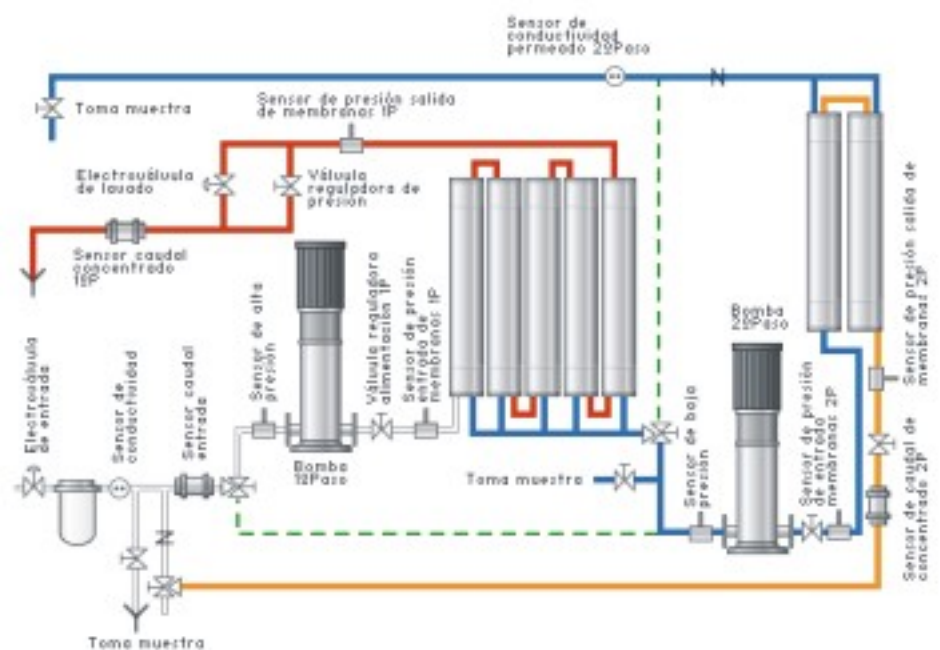 Sensor de
conductividad
permeado 2ºPaso
Toma muestra
Sensor de presión salida
de membranas 1P
Electroválvula
de lavado
Válvula
reguladora de
presión
Sensor caudal
concentrado
1ºP
Electroválvula
de entrada
Sensor de
conductividad
Sensor caudal
entrada
Sensor de alta
presión
Bomba
1ºPaso
Válvula reguladora
alimentación 1P
Sensor de presión
entrada de
membranas 1P
Toma muestra
Sensor de baja
presión
Bomba
2ºPaso
Sensor de presión
de entrada
membranas 2P
Sensor de presión salida de
membranas 2P
Sensor de caudal de
concentrado 2P
Toma muestra